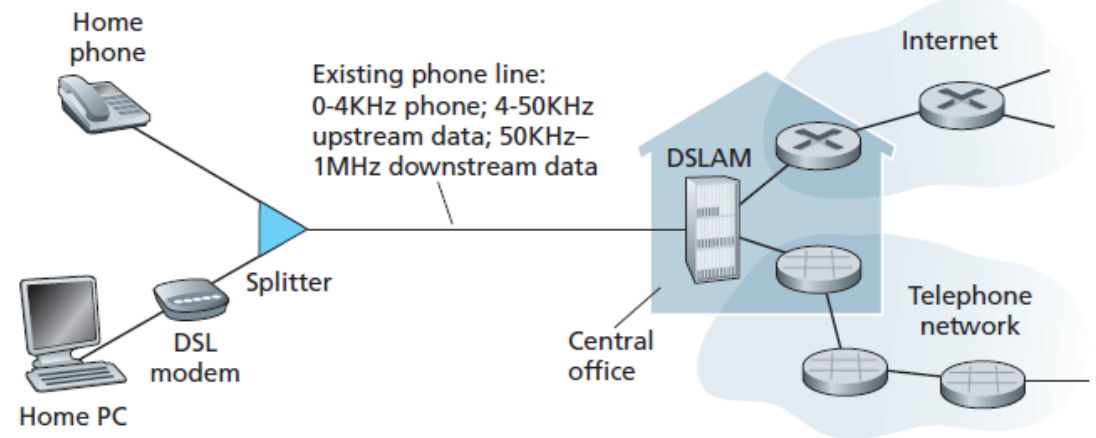 Home
phone
Existing phone line:
0-4KHz phone; 4-50KHz
upstream data; 50KHz–
1MHz downstream data
Internet
DSLAM
Splitter
DSL
modem
Home PC
Central
office
Telephone
network